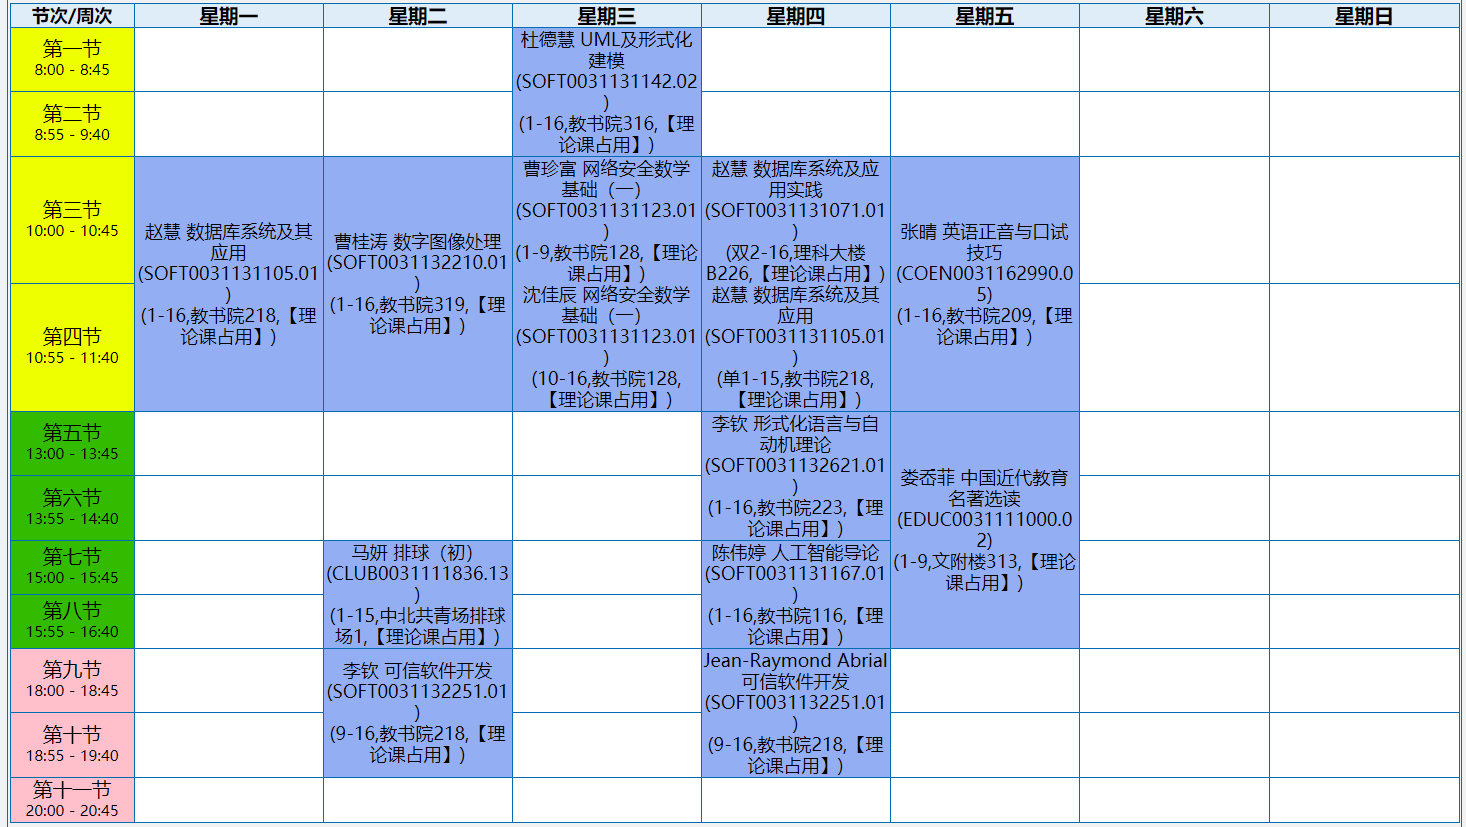 节次/周次 星期一 星期二 星期三 星期四 星期五 星期六 星期日
第一节
8:00 - 8:45
杜德慧 UML及形式化
建模
(SOFT0031131142.02
)
(1-16,教书院316,【理
论课占用】)
第二节
8:55 - 9:40
第三节
10:00 - 10:45
赵慧 数据库系统及其
应用
(SOFT0031131105.01
)
(1-16,教书院218,【理
论课占用】)
曹桂涛 数字图像处理
(SOFT0031132210.01
)
(1-16,教书院319,【理
论课占用】)
曹珍富 网络安全数学
基础（一）
(SOFT0031131123.01
)
(1-9,教书院128,【理论
课占用】)
沈佳辰 网络安全数学
基础（一）
(SOFT0031131123.01
)
(10-16,教书院128,
【理论课占用】)
赵慧 数据库系统及应
用实践
(SOFT0031131071.01
)
(双2-16,理科大楼
B226,【理论课占用】)
赵慧 数据库系统及其
应用
(SOFT0031131105.01
)
(单1-15,教书院218,
【理论课占用】)
张晴 英语正音与口试
技巧
(COEN0031162990.0
5)
(1-16,教书院209,【理
论课占用】)
第四节
10:55 - 11:40
第五节
13:00 - 13:45
李钦 形式化语言与自
动机理论
(SOFT0031132621.01
)
(1-16,教书院223,【理
论课占用】)
娄岙菲 中国近代教育
名著选读
(EDUC0031111000.0
2)
(1-9,文附楼313,【理论
课占用】)
第六节
13:55 - 14:40
第七节
15:00 - 15:45
马妍 排球（初）
(CLUB0031111836.13
)
(1-15,中北共青场排球
场1,【理论课占用】)
陈伟婷 人工智能导论
(SOFT0031131167.01
)
(1-16,教书院116,【理
论课占用】)
第八节
15:55 - 16:40
第九节
18:00 - 18:45
李钦 可信软件开发
(SOFT0031132251.01
)
(9-16,教书院218,【理
论课占用】)
Jean-Raymond Abrial
可信软件开发
(SOFT0031132251.01
)
(9-16,教书院218,【理
论课占用】)
第十节
18:55 - 19:40
第十一节
20:00 - 20:45